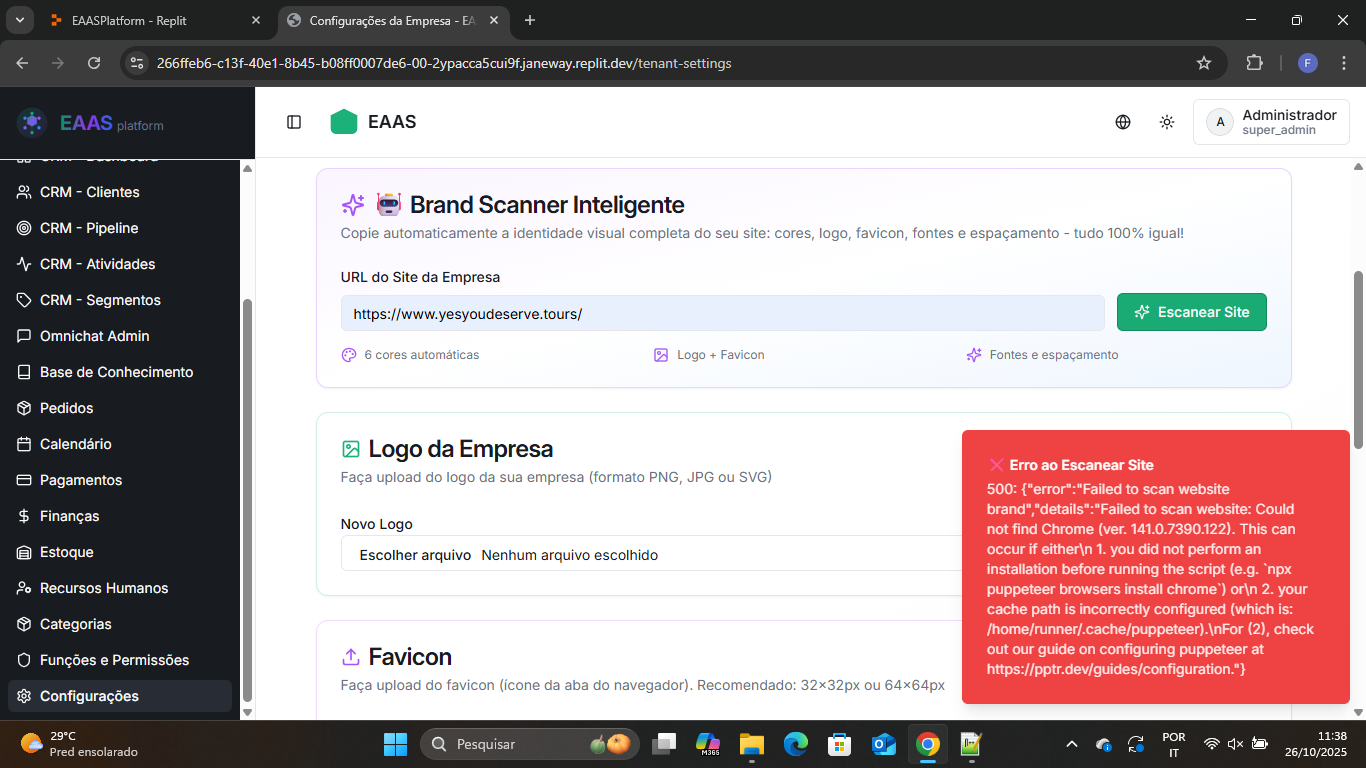 EAASPlatform - Replit
Configurações da Empresa - EA
266ffeb6-c13f-40e1-8b45-b08ff0007de6-00-2ypacca5cui9f.janeway.replit.dev/tenant-settings
F
EAAS platform
EAAS
A
Administrador
super_admin
CRM - Dashboard
CRM - Clientes
CRM - Pipeline
CRM - Atividades
CRM - Segmentos
Omnichat Admin
Base de Conhecimento
Pedidos
Calendário
Pagamentos
Finanças
Estoque
Recursos Humanos
Categorias
Funções e Permissões
Configurações
Brand Scanner Inteligente
Copie automaticamente a identidade visual completa do seu site: cores, logo, favicon, fontes e espaçamento - tudo 100% igual!
URL do Site da Empresa
https://www.yesyoudeserve.tours/
Escanear Site
6 cores automáticas
Logo + Favicon
Fontes e espaçamento
Logo da Empresa
Faça upload do logo da sua empresa (formato PNG, JPG ou SVG)
Novo Logo
Escolher arquivo Nenhum arquivo escolhido
Favicon
Faça upload do favicon (ícone da aba do navegador). Recomendado: 32×32px ou 64×64px
Erro ao Escanear Site
500: {"error":"Failed to scan website
brand","details":"Failed to scan website: Could
not find Chrome (ver. 141.0.7390.122). This can
occur if either\n 1. you did not perform an
installation before running the script (e.g. `npx
puppeteer browsers install chrome`) or\n 2. your
cache path is incorrectly configured (which is:
/home/runner/.cache/puppeteer).\nFor (2), check
out our guide on configuring puppeteer at
https://pptr.dev/guides/configuration."}
29°C
Pred ensolarado
Pesquisar
M365
POR
IT
11:38
26/10/2025